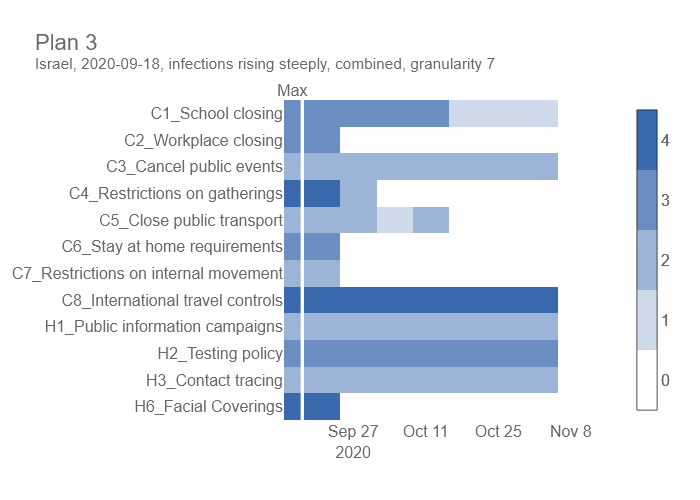 Plan 3
Israel, 2020-09-18, infections rising steeply, combined, granularity 7
Max
C1_School closing
C2_Workplace closing
C3_Cancel public events
C4_Restrictions on gatherings
C5_Close public transport
C6_Stay at home requirements
C7_Restrictions on internal movement
C8_International travel controls
H1_Public information campaigns
H2_Testing policy
H3_Contact tracing
H6_Facial Coverings
Sep 27 Oct 11 Oct 25 Nov 8
2020
4
3
2
1
0